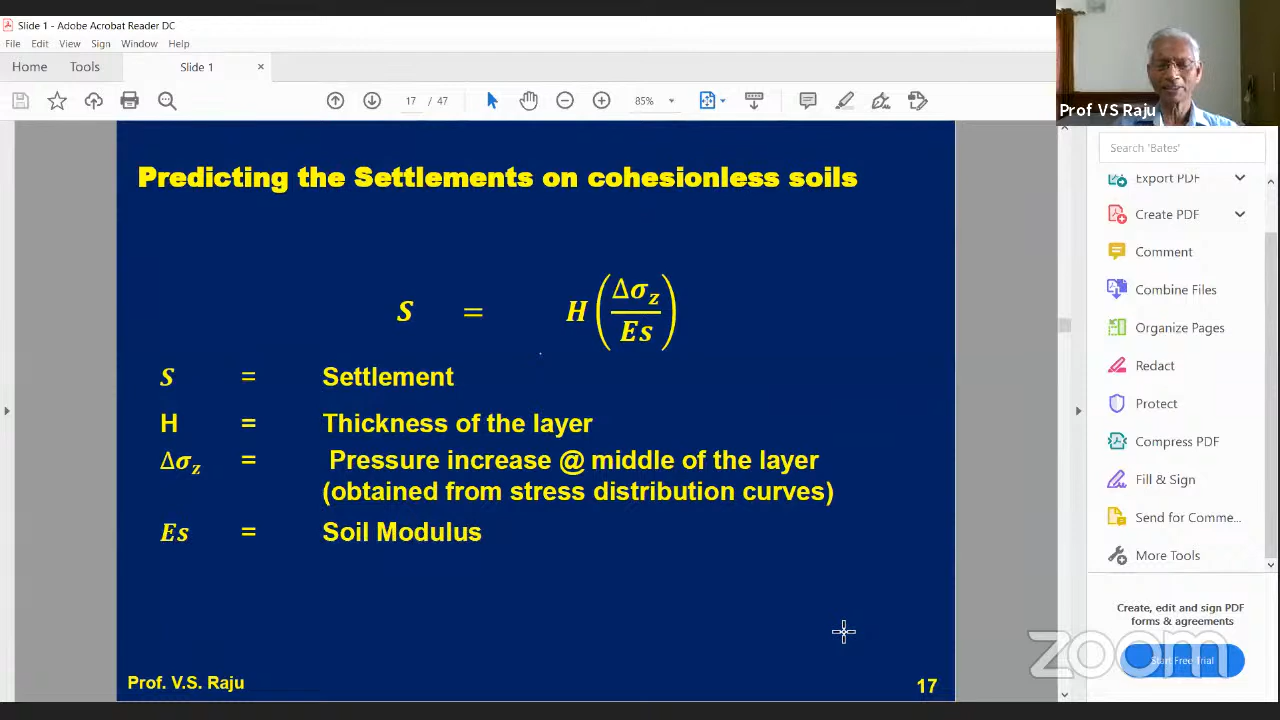 Slide 1 - Adobe Acrobat Reader DC
File Edit View Sign Window Help
Home Tools Slide 1 ×
17 / 47 85%
Prof VS Raju
Search 'Bates'
Export PDF
Create PDF
Comment
Combine Files
Organize Pages
Redact
Protect
Compress PDF
Fill & Sign
Send for Comme...
More Tools
Create, edit and sign PDF
forms & agreements
Start Free Trial
zoom
Predicting the Settlements on cohesionless soils
S = H(Δσz/Es)
S = Settlement
H = Thickness of the layer
Δσz = Pressure increase @ middle of the layer
(obtained from stress distribution curves)
Es = Soil Modulus
Prof. V.S. Raju 17